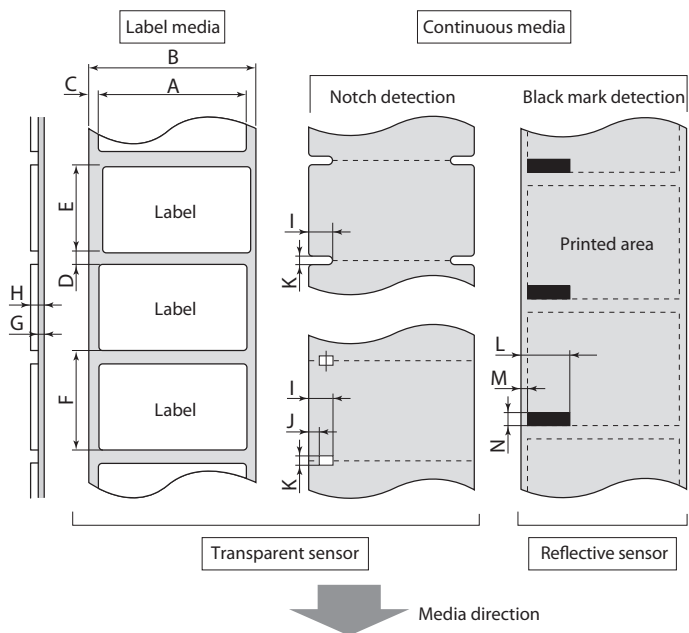 Label media
Continuous media
B
C
A
Notch detection
Black mark detection
E
Label
I
Printed area
D
K
H
Label
G
L
I
M
F
Label
J
N
K
Transparent sensor
Reflective sensor
Media direction